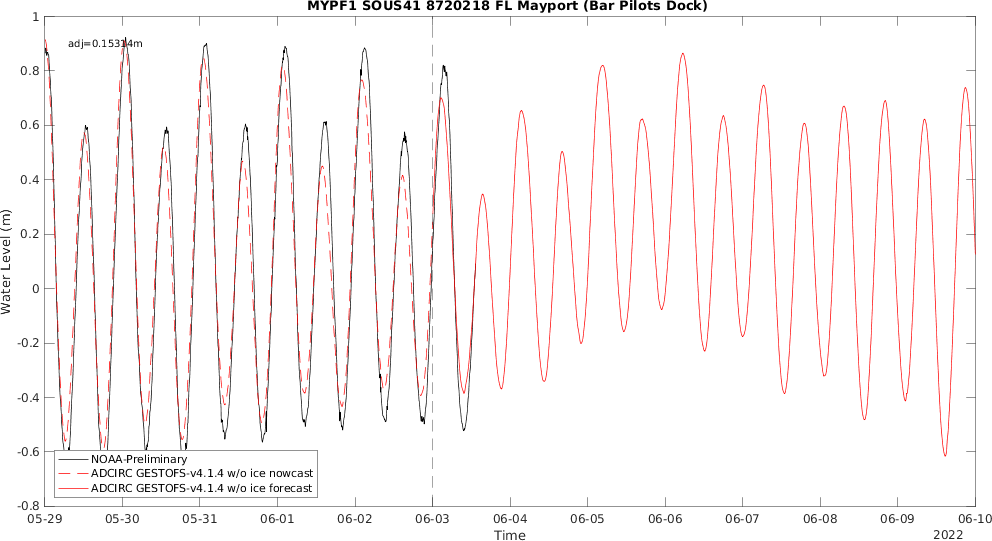 MYPF1 SOUS41 8720218 FL Mayport (Bar Pilots Dock)
adj=0.15314m
Water Level (m)
1
0.8
0.6
0.4
0.2
0
-0.2
-0.4
-0.6
-0.8
NOAA-Preliminary
ADCIRC GESTOFS-v4.1.4 w/o ice nowcast
ADCIRC GESTOFS-v4.1.4 w/o ice forecast
05-29 05-30 05-31 06-01 06-02 06-03 06-04 06-05 06-06 06-07 06-08 06-09 06-10
Time
2022